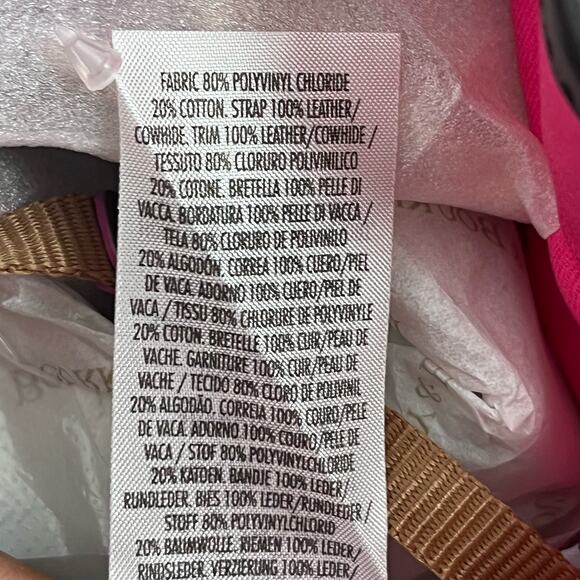 FABRIC 80% POLYVINYL CHLORIDE
20% COTTON. STRAP 100% LEATHER/
COWHIDE. TRIM 100% LEATHER/COWHIDE /
TESSUTO 80% CLORURO POLIVINILICO
20% COTONE. BRETELLA 100% PELLE DI
VACCA. BORBATURA 100% PELLE DI VACCA /
TELA 80% CLORURO DE POLIVINILO
20% ALGODÓN. CORREA 100% CUERO/PIEL
DE VACA. ADORNO 100% CUERO/PIEL DE
VACA / TISSU 80% CHLORURE DE POLYVINYLE
20% COTON. BRETELLE 100% CUIR/PEAU DE
VACHE. GARNITURE 100% CUIR/PEAU DE
VACHE / TECIDO 80% CLORO DE POLIVINIL
20% ALGODÃO. CORREIA 100% COURO/PELE
DE VACA. ADORNO 100% COURO/PELE DE
VACA / STOF 80% POLYVINYLCHLORIDE
20% KATOEN. BANDJE 100% LEDER/
RUNDLEDER. BIES 100% LEDER/RUNDLEDER /
STOFF 80% POLYVINYLCHLORID
20% BAUMWOLLE. RIEMEN 100% LEDER/
RINDSLEDER. VERZIERUNG 100% LEDER/